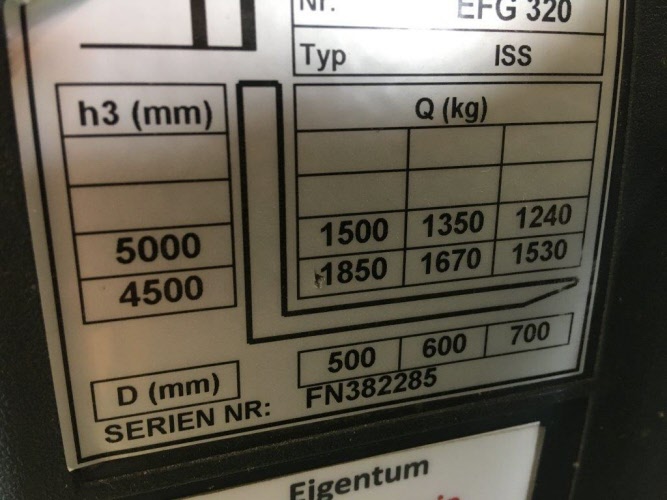 Nr. EFG 320
Typ ISS
h3 (mm) Q (kg)
5000 1500 1350 1240
4500 1850 1670 1530
D (mm) 500 600 700
SERIEN NR: FN382285
Eigentum